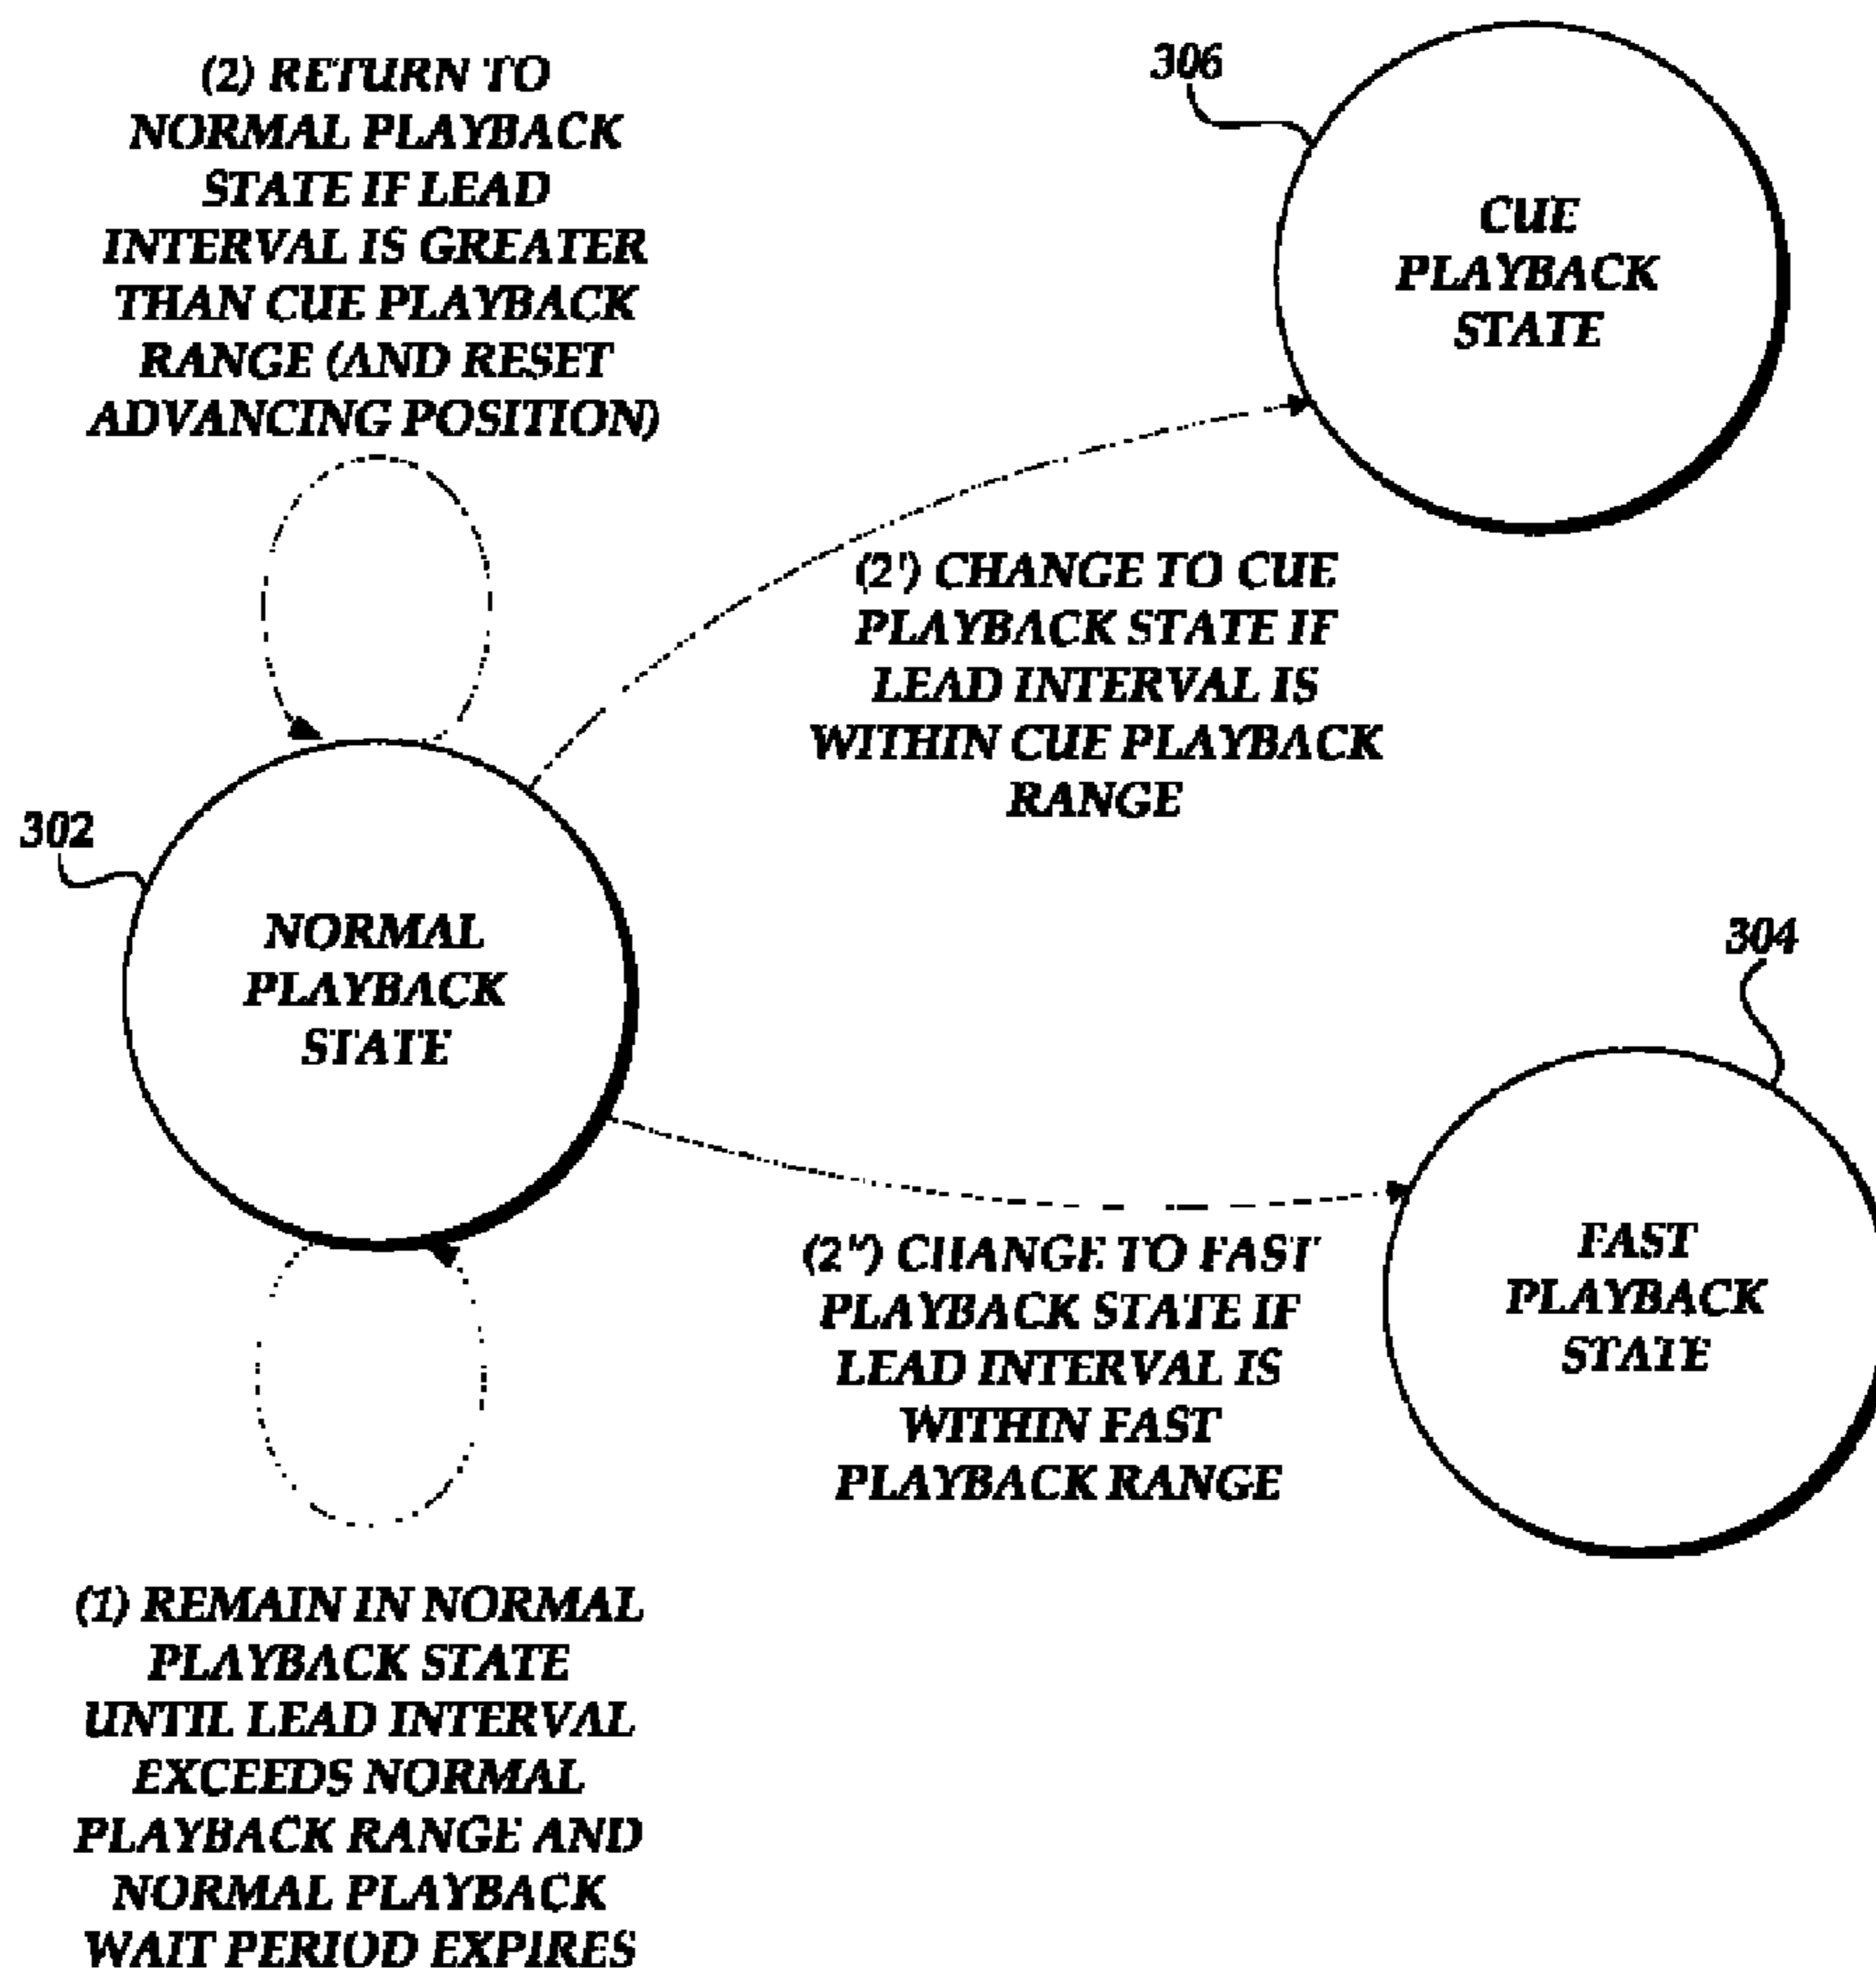 (2) RETURN TO
NORMAL PLAYBACK
STATE IF LEAD
INTERVAL IS GREATER
THAN CUE PLAYBACK
RANGE (AND RESET
ADVANCING POSITION)
306
CUE
PLAYBACK
STATE
(2') CHANGE TO CUE
PLAYBACK STATE IF
LEAD INTERVAL IS
WITHIN CUE PLAYBACK
RANGE
302
NORMAL
PLAYBACK
STATE
304
FAST
PLAYBACK
STATE
(2") CHANGE TO FAST
PLAYBACK STATE IF
LEAD INTERVAL IS
WITHIN FAST
PLAYBACK RANGE
(1) REMAIN IN NORMAL
PLAYBACK STATE
UNTIL LEAD INTERVAL
EXCEEDS NORMAL
PLAYBACK RANGE AND
NORMAL PLAYBACK
WAIT PERIOD EXPIRES